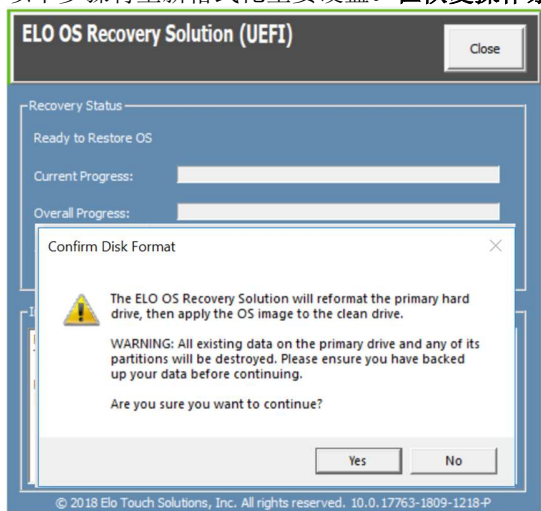 ELO OS Recovery Solution (UEFI)
Close
Recovery Status
Ready to Restore OS
Current Progress:
Overall Progress:
Confirm Disk Format
The ELO OS Recovery Solution will reformat the primary hard
drive, then apply the OS image to the clean drive.
WARNING: All existing data on the primary drive and any of its
partitions will be destroyed. Please ensure you have backed
up your data before continuing.
Are you sure you want to continue?
Yes
No
© 2018 Elo Touch Solutions, Inc. All rights reserved. 10.0.17763-1809-1218-P